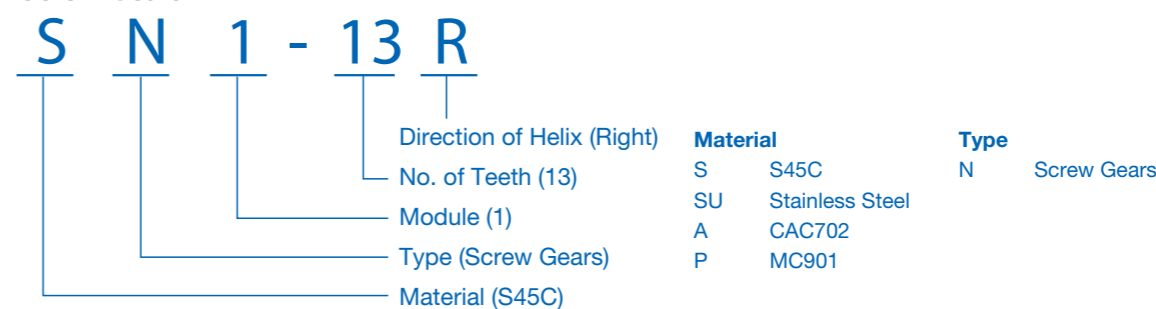 S N 1 - 13 R
Direction of Helix (Right)
No. of Teeth (13)
Module (1)
Type (Screw Gears)
Material (S45C)
Material
S S45C
SU Stainless Steel
A CAC702
P MC901
Type
N Screw Gears